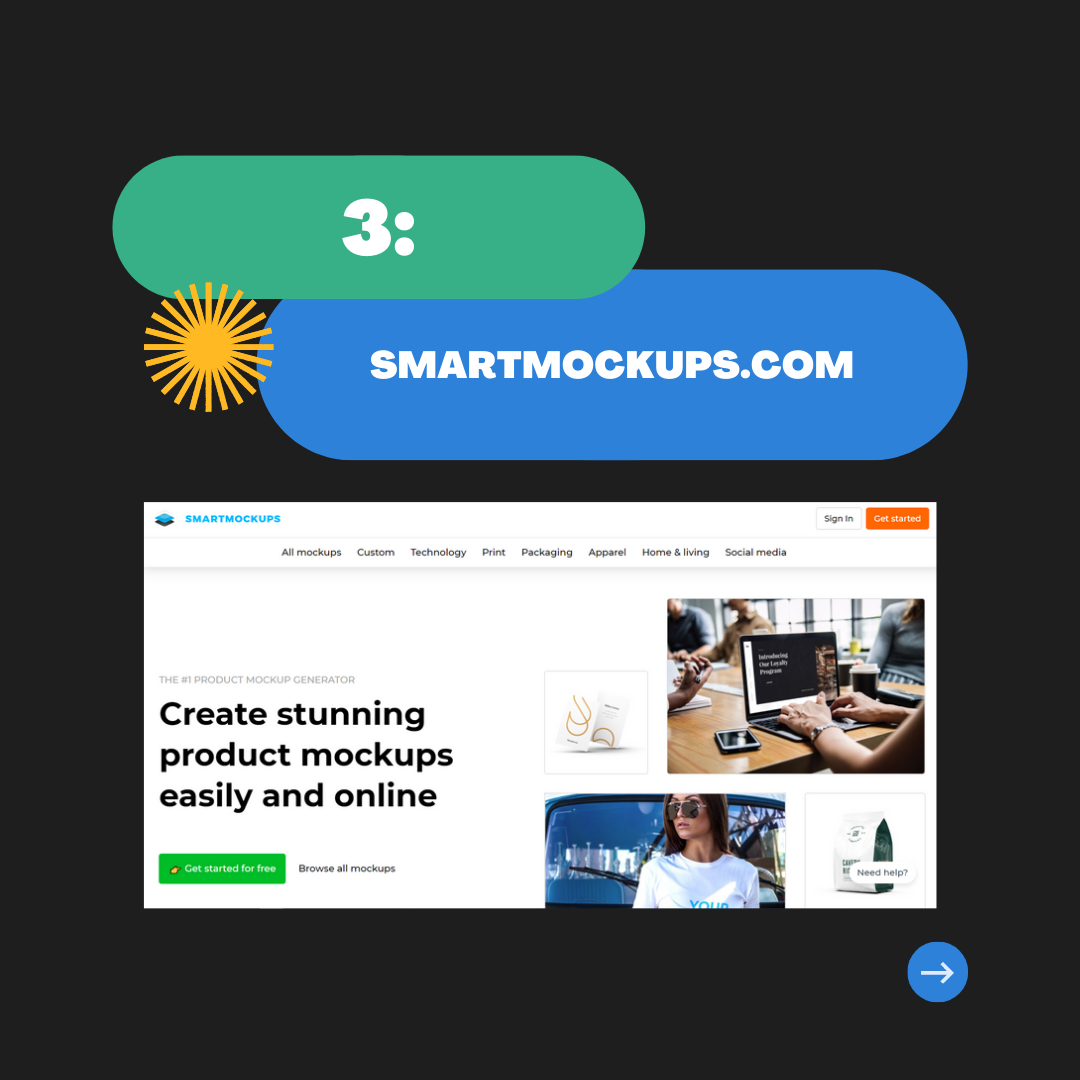 3:
SMARTMOCKUPS.COM
SMARTMOCKUPS
Sign In
Get started
All mockups Custom Technology Print Packaging Apparel Home & living Social media
THE #1 PRODUCT MOCKUP GENERATOR
Create stunning
product mockups
easily and online
Get started for free
Browse all mockups
Introducing
Our Loyalty
Program
YOUR
Need help?